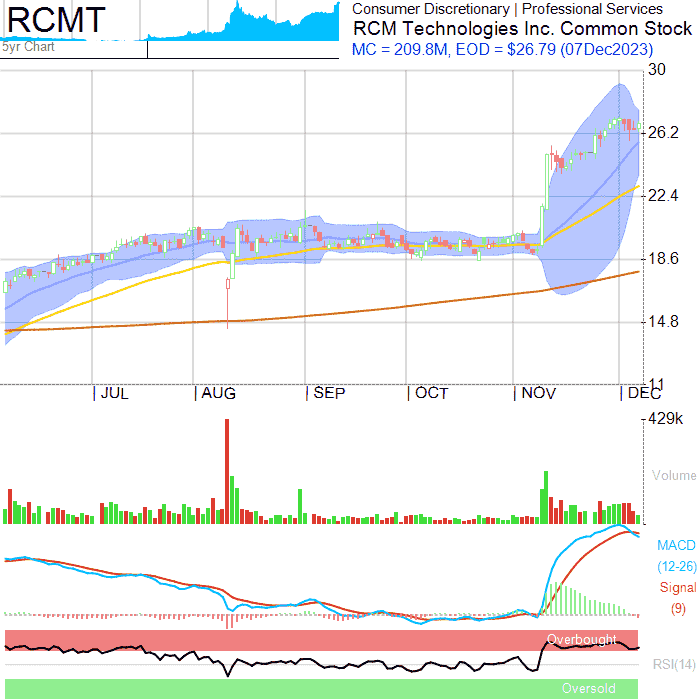 RCMT
5yr Chart
Consumer Discretionary | Professional Services
RCM Technologies Inc. Common Stock
MC = 209.8M, EOD = $26.79 (07Dec2023)
30
26.2
22.4
18.6
14.8
11
JUL
AUG
SEP
OCT
NOV
DEC
429k
Volume
MACD
(12-26)
Signal
(9)
Overbought
RSI(14)
Oversold